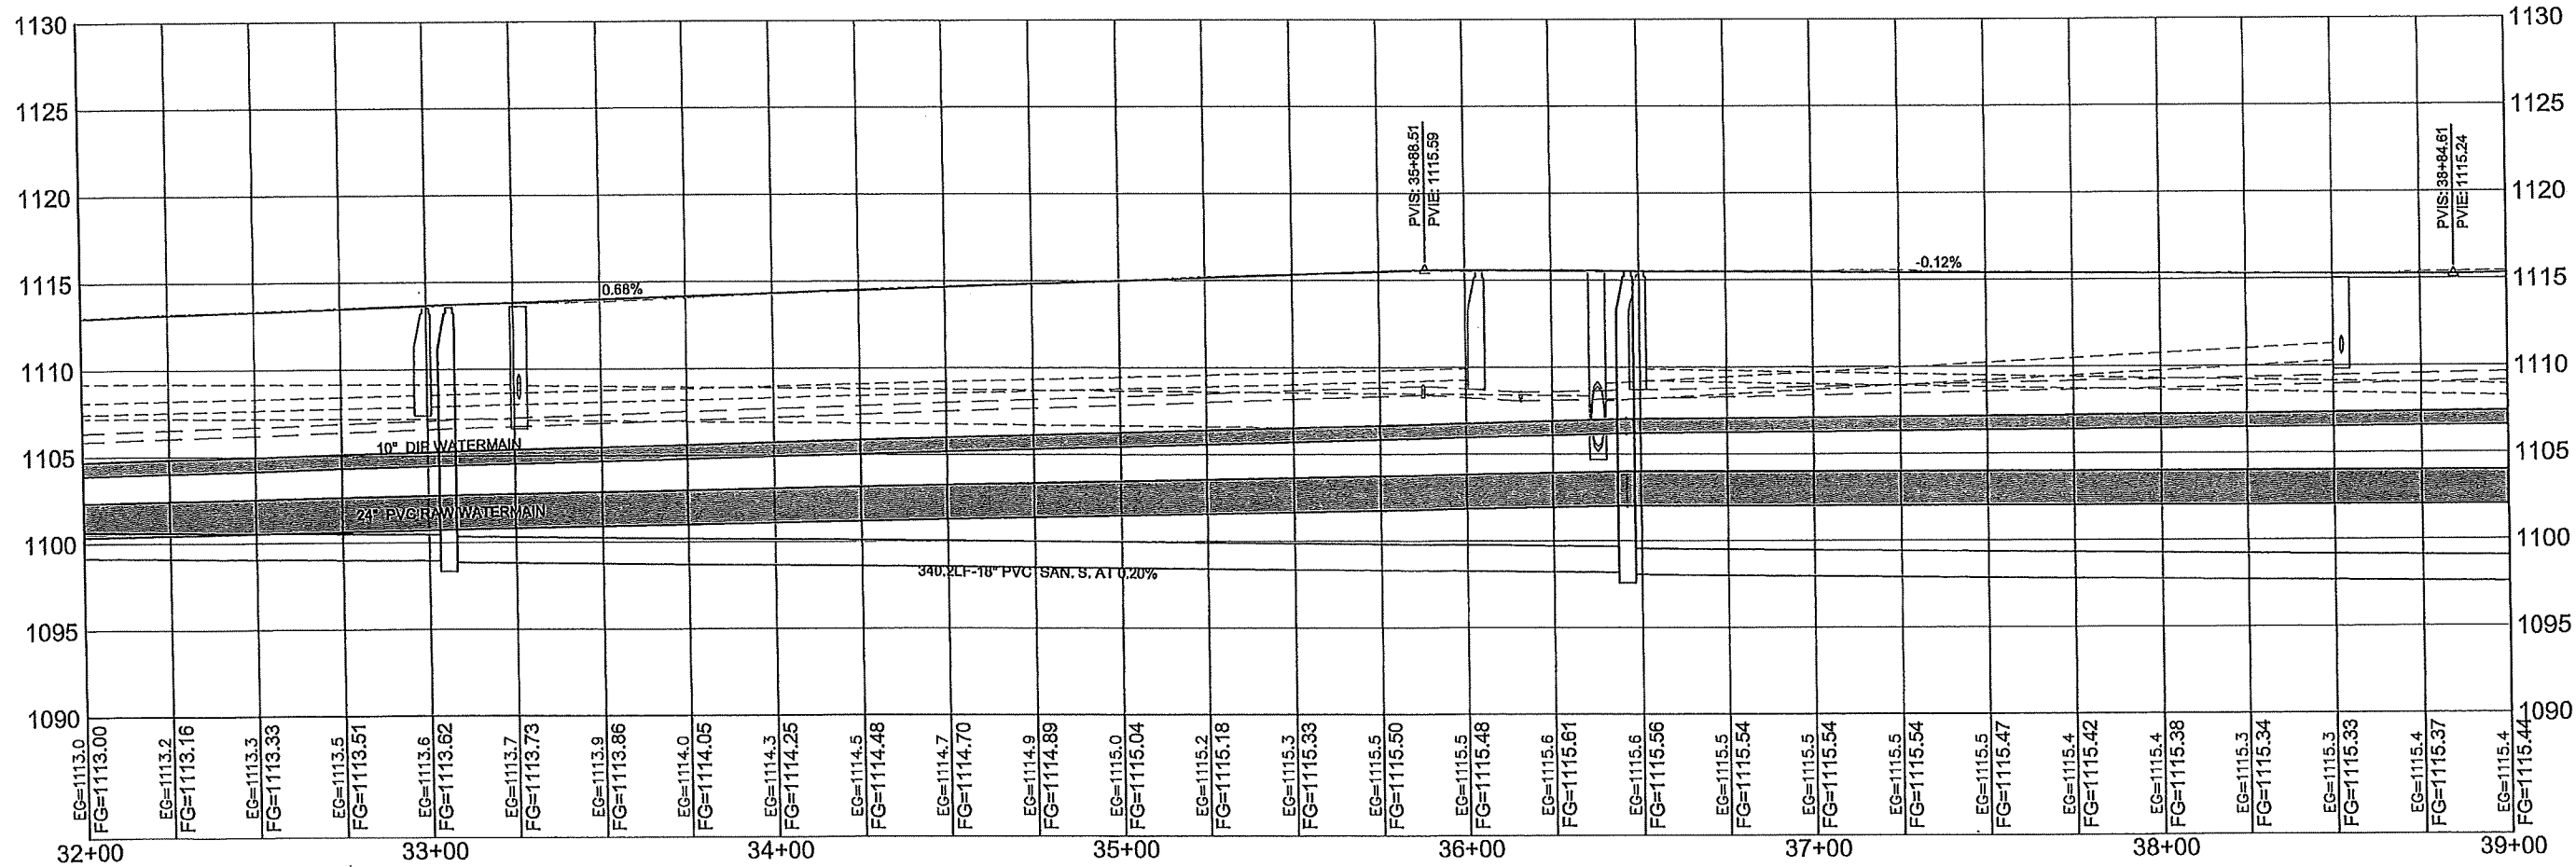 1130
1130
1125
1125
1120
1120
1115
1115
1110
1110
1105
1105
1100
1100
1095
1095
1090
1090
PVIS: 35+88.51
PVIE: 1115.59
PVIS: 38+84.61
PVIE: 1115.24
0.68%
-0.12%
10" DIP WATERMAIN
24" PVC RAW WATERMAIN
340.2LF-18" PVC SAN. S. AT 0.20%
EG=1113.0
FG=1113.00
EG=1113.2
FG=1113.16
EG=1113.3
FG=1113.33
EG=1113.5
FG=1113.51
EG=1113.6
FG=1113.62
EG=1113.7
FG=1113.73
EG=1113.9
FG=1113.86
EG=1114.0
FG=1114.05
EG=1114.3
FG=1114.25
EG=1114.5
FG=1114.48
EG=1114.7
FG=1114.70
EG=1114.9
FG=1114.89
EG=1115.0
FG=1115.04
EG=1115.2
FG=1115.18
EG=1115.3
FG=1115.33
EG=1115.5
FG=1115.50
EG=1115.5
FG=1115.48
EG=1115.6
FG=1115.61
EG=1115.6
FG=1115.56
EG=1115.5
FG=1115.54
EG=1115.5
FG=1115.54
EG=1115.5
FG=1115.54
EG=1115.5
FG=1115.47
EG=1115.4
FG=1115.42
EG=1115.4
FG=1115.38
EG=1115.3
FG=1115.34
EG=1115.3
FG=1115.33
EG=1115.4
FG=1115.37
EG=1115.4
FG=1115.44
32+00
33+00
34+00
35+00
36+00
37+00
38+00
39+00